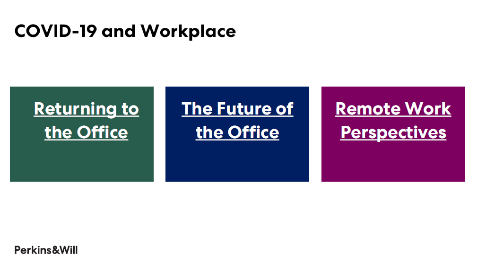 COVID-19 and Workplace
Returning to
the Office
The Future of
the Office
Remote Work
Perspectives
Perkins&Will